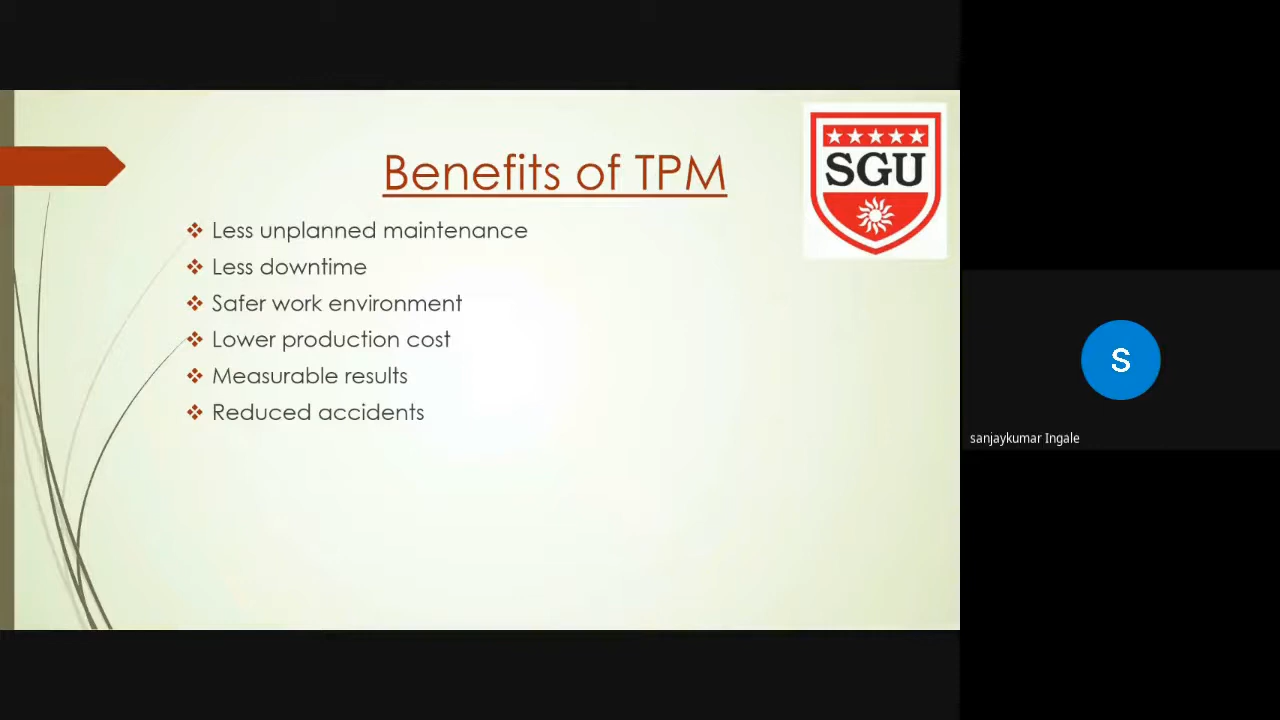 Benefits of TPM
SGU
Less unplanned maintenance
Less downtime
Safer work environment
Lower production cost
Measurable results
Reduced accidents
S
sanjaykumar Ingale